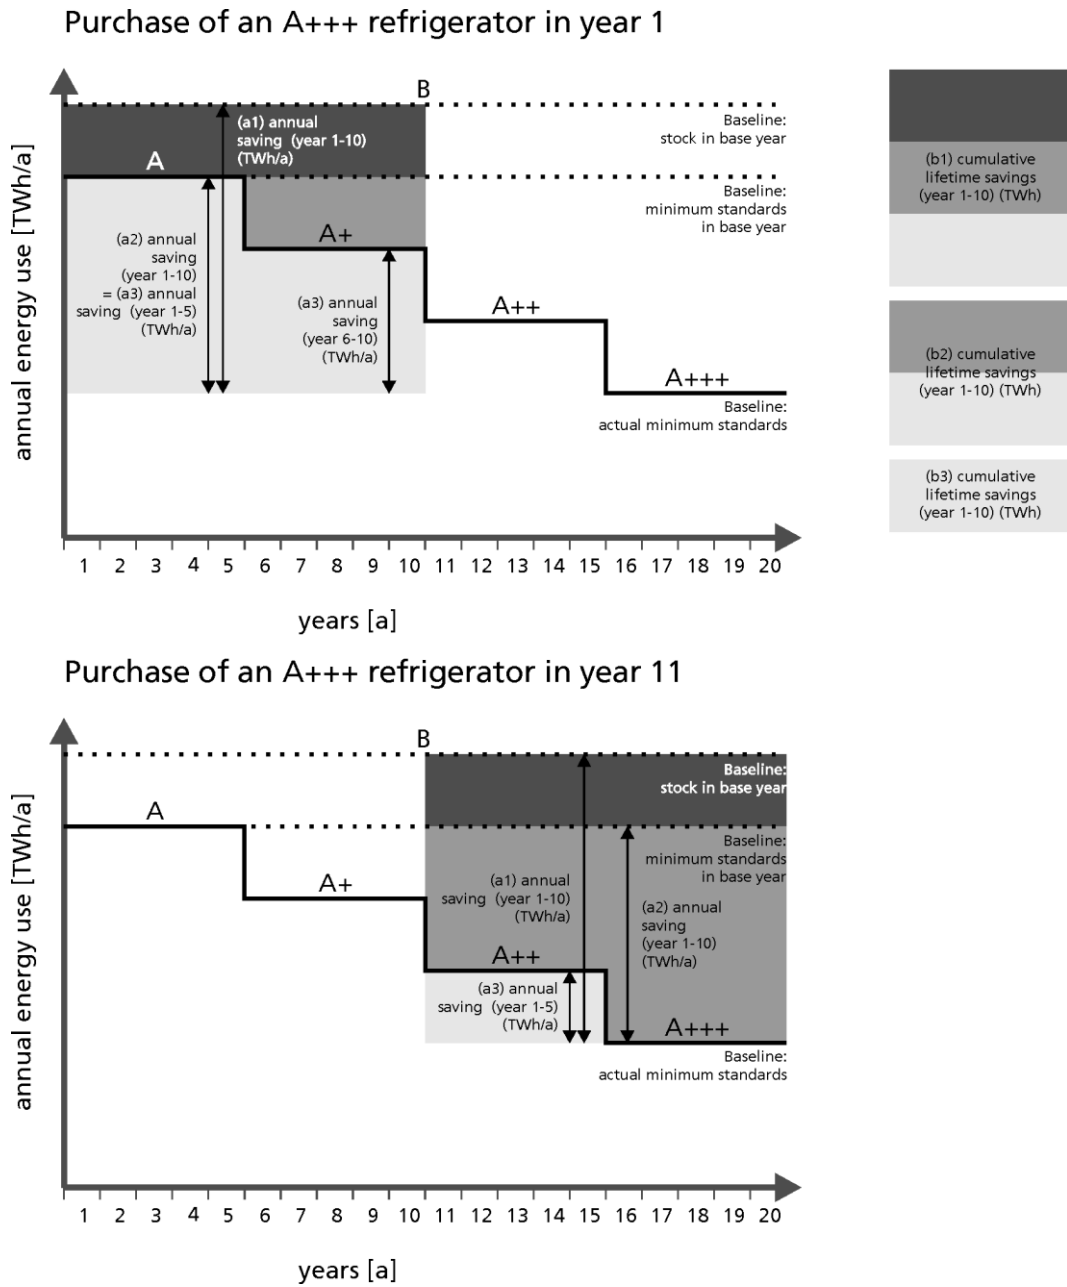 Purchase of an A+++ refrigerator in year 1
annual energy use [TWh/a]
B
(a1) annual
saving (year 1-10)
(TWh/a)
Baseline:
stock in base year
A
Baseline:
minimum standards
in base year
(a2) annual
saving
(year 1-10)
= (a3) annual
saving (year 1-5)
(TWh/a)
A+
(a3) annual
saving
(year 6-10)
(TWh/a)
A++
A+++
Baseline:
actual minimum standards
1 2 3 4 5 6 7 8 9 10 11 12 13 14 15 16 17 18 19 20
years [a]
(b1) cumulative
lifetime savings
(year 1-10) (TWh)
(b2) cumulative
lifetime savings
(year 1-10) (TWh)
(b3) cumulative
lifetime savings
(year 1-10) (TWh)
Purchase of an A+++ refrigerator in year 11
annual energy use [TWh/a]
B
Baseline:
stock in base year
A
Baseline:
minimum standards
in base year
A+
(a1) annual
saving (year 1-10)
(TWh/a)
(a2) annual
saving
(year 1-10)
(TWh/a)
A++
(a3) annual
saving (year 1-5)
(TWh/a)
A+++
Baseline:
actual minimum standards
1 2 3 4 5 6 7 8 9 10 11 12 13 14 15 16 17 18 19 20
years [a]